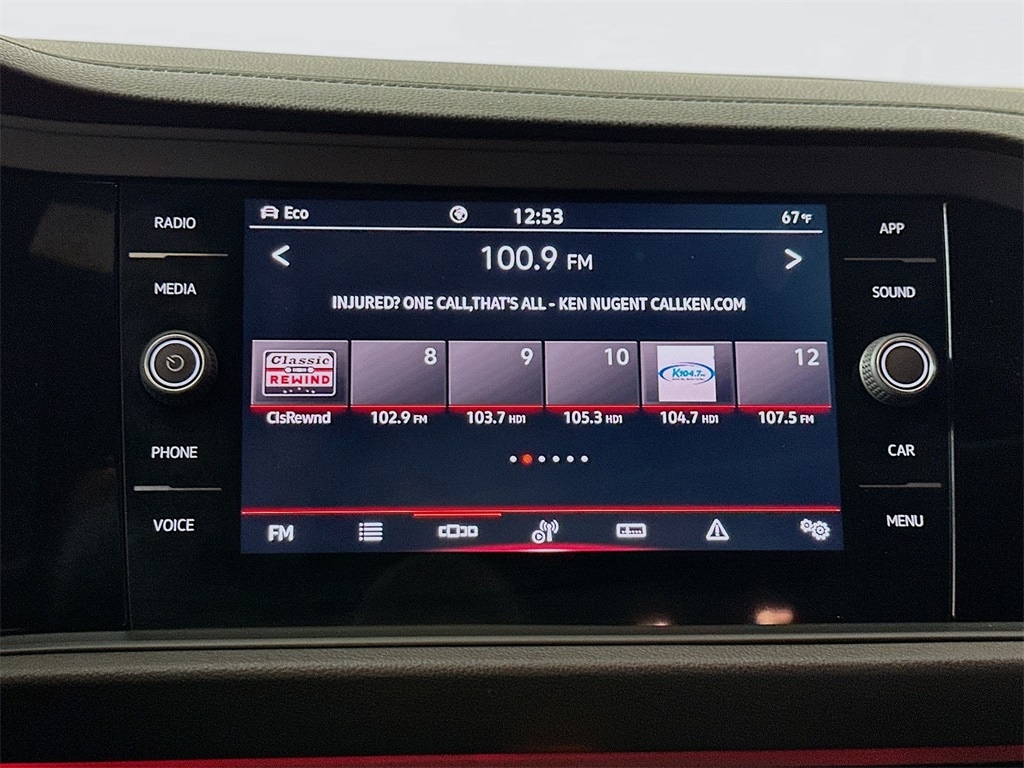 Eco 12:53 67°F
RADIO
MEDIA
PHONE
VOICE
< 100.9 FM >
INJURED? ONE CALL,THAT'S ALL - KEN NUGENT CALLKEN.COM
Classic
REWIND
8 9 10 12
K104.7
ClsRewnd 102.9 FM 103.7 HD1 105.3 HD1 104.7 HD1 107.5 FM
FM
APP
SOUND
CAR
MENU